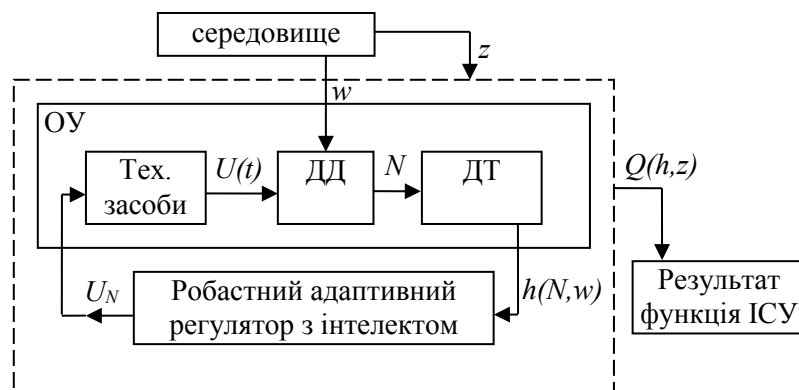 середовище
z
w
ОУ
Тех.
засоби
U(t)
ДД
N
ДТ
Q(h,z)
U_N
Робастний адаптивний
регулятор з інтелектом
h(N,w)
Результат
функція ІСУ